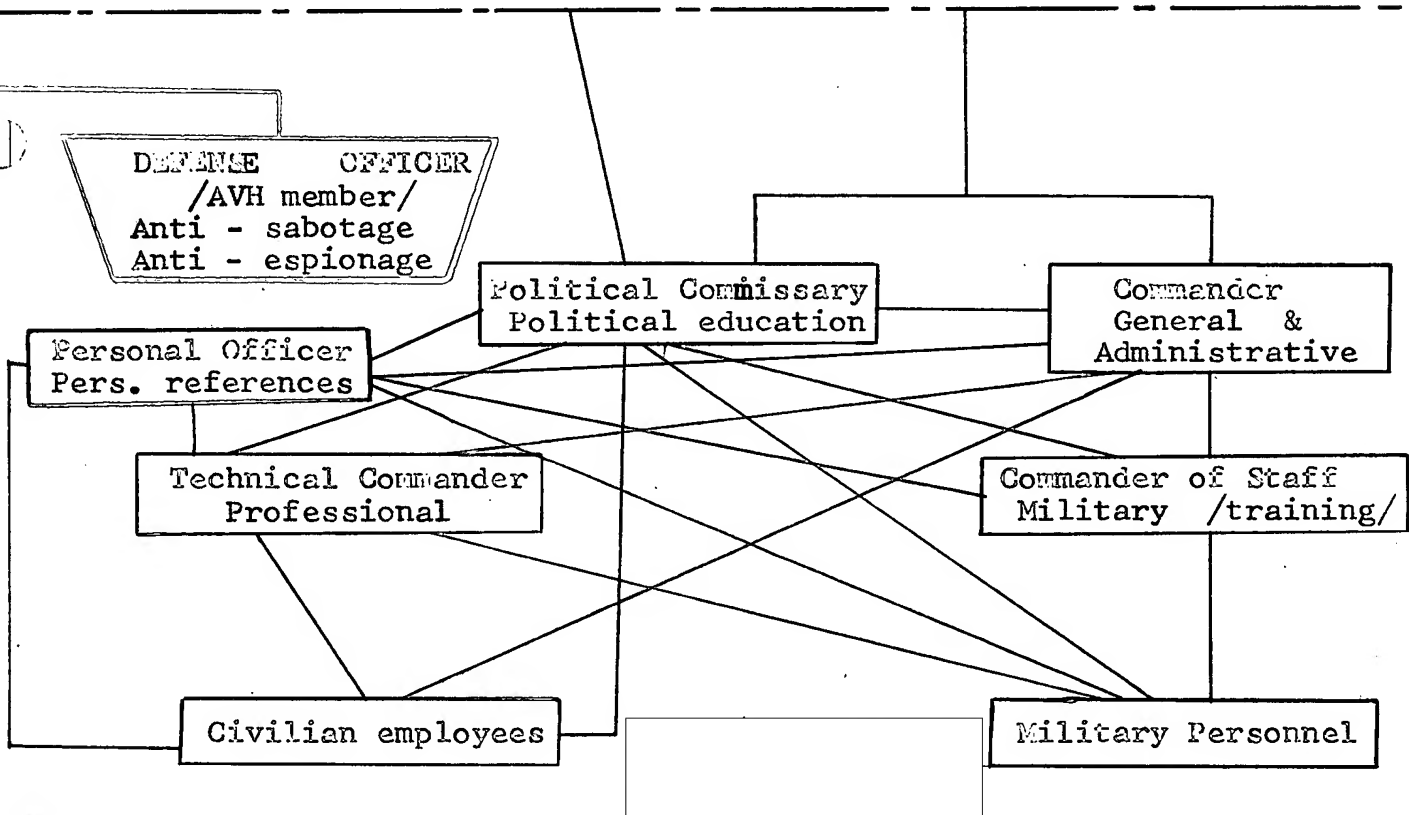 DEFENSE OFFICER
/AVH member/
Anti - sabotage
Anti - espionage
Political Commissary
Political education
Commander
General &
Administrative
Personal Officer
Pers. references
Technical Commander
Professional
Commander of Staff
Military /training/
Civilian employees
Military Personnel